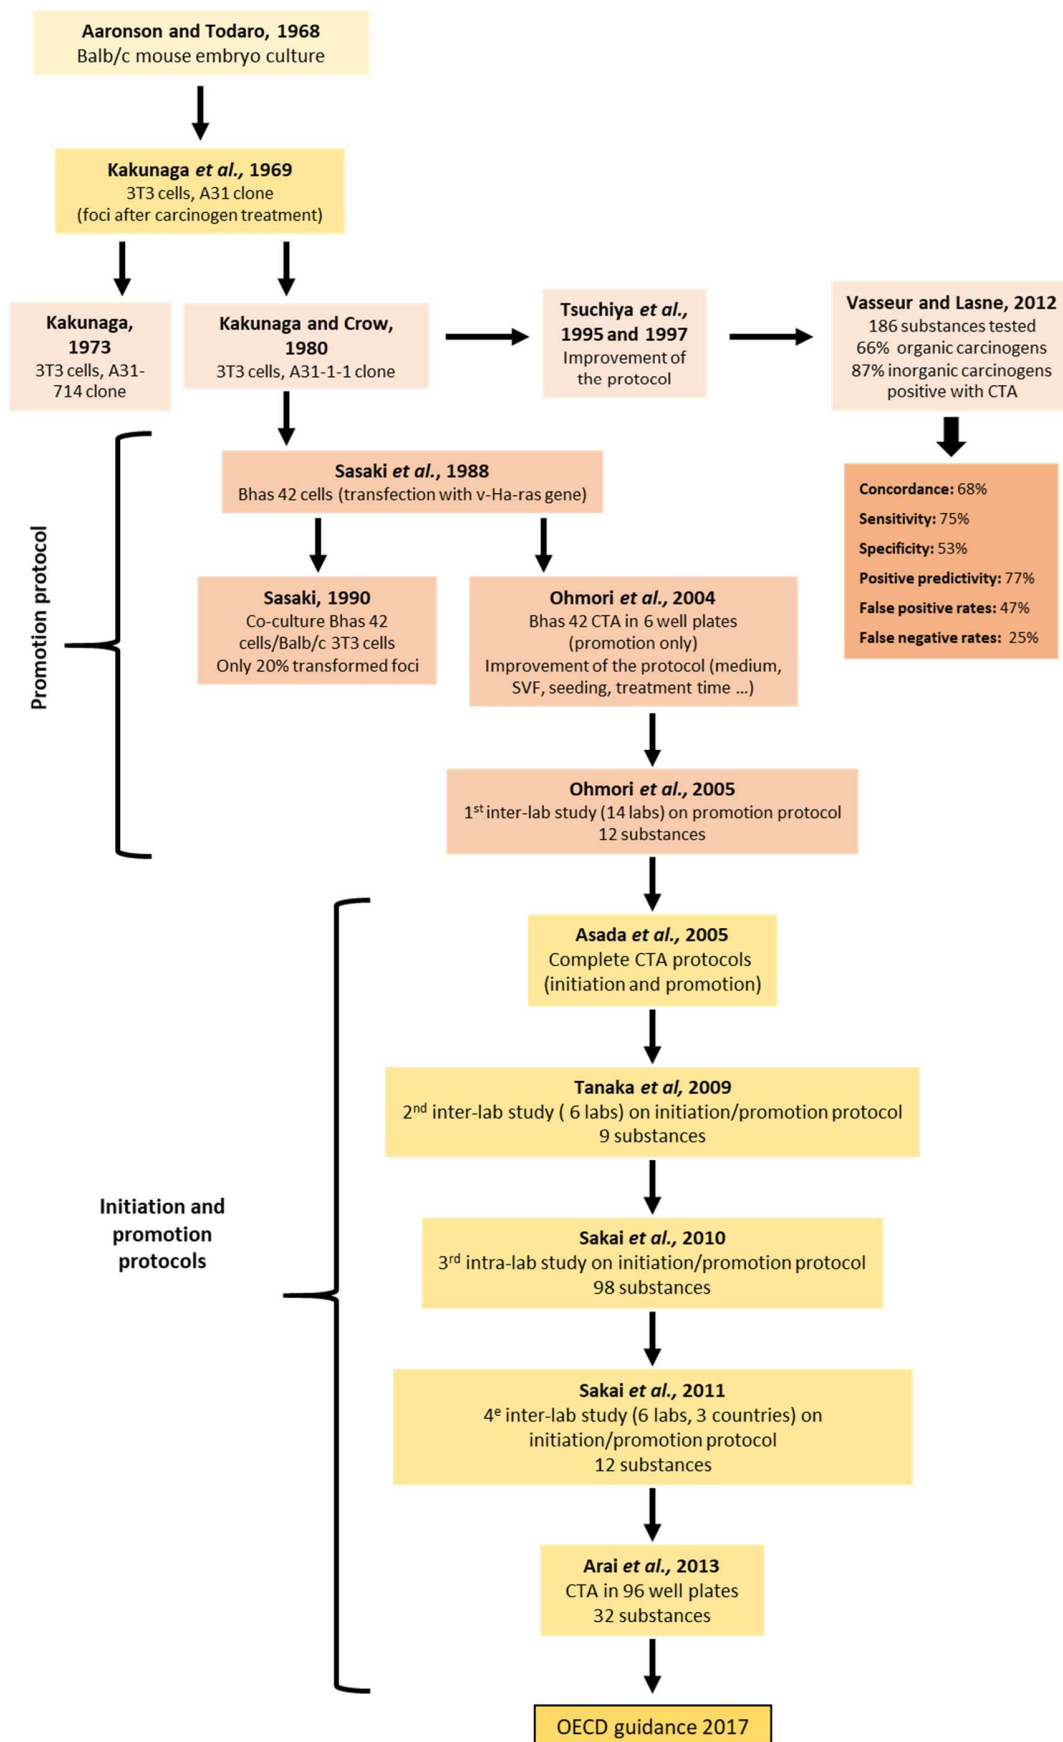 Aaronson and Todaro, 1968
Balb/c mouse embryo culture
Kakunaga et al., 1969
3T3 cells, A31 clone
(foci after carcinogen treatment)
Kakunaga,
1973
3T3 cells, A31-
714 clone
Kakunaga and Crow,
1980
3T3 cells, A31-1-1 clone
Tsuchiya et al.,
1995 and 1997
Improvement of
the protocol
Vasseur and Lasne, 2012
186 substances tested
66% organic carcinogens
87% inorganic carcinogens
positive with CTA
Concordance: 68%
Sensitivity: 75%
Specificity: 53%
Positive predictivity: 77%
False positive rates: 47%
False negative rates: 25%
Promotion protocol
Sasaki et al., 1988
Bhas 42 cells (transfection with v-Ha-ras gene)
Sasaki, 1990
Co-culture Bhas 42
cells/Balb/c 3T3 cells
Only 20% transformed foci
Ohmori et al., 2004
Bhas 42 CTA in 6 well plates
(promotion only)
Improvement of the protocol (medium,
SVF, seeding, treatment time ...)
Ohmori et al., 2005
1st inter-lab study (14 labs) on promotion protocol
12 substances
Initiation and
promotion
protocols
Asada et al., 2005
Complete CTA protocols
(initiation and promotion)
Tanaka et al, 2009
2nd inter-lab study ( 6 labs) on initiation/promotion protocol
9 substances
Sakai et al., 2010
3rd intra-lab study on initiation/promotion protocol
98 substances
Sakai et al., 2011
4e inter-lab study (6 labs, 3 countries) on
initiation/promotion protocol
12 substances
Arai et al., 2013
CTA in 96 well plates
32 substances
OECD guidance 2017